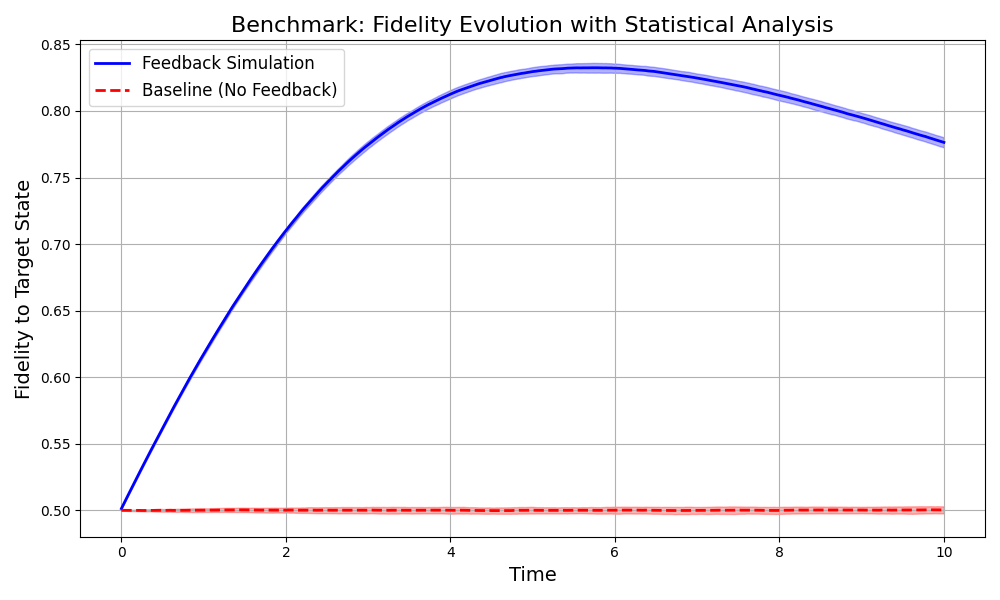 Benchmark: Fidelity Evolution with Statistical Analysis
Feedback Simulation
Baseline (No Feedback)
Fidelity to Target State
0.85
0.80
0.75
0.70
0.65
0.60
0.55
0.50
0 2 4 6 8 10
Time